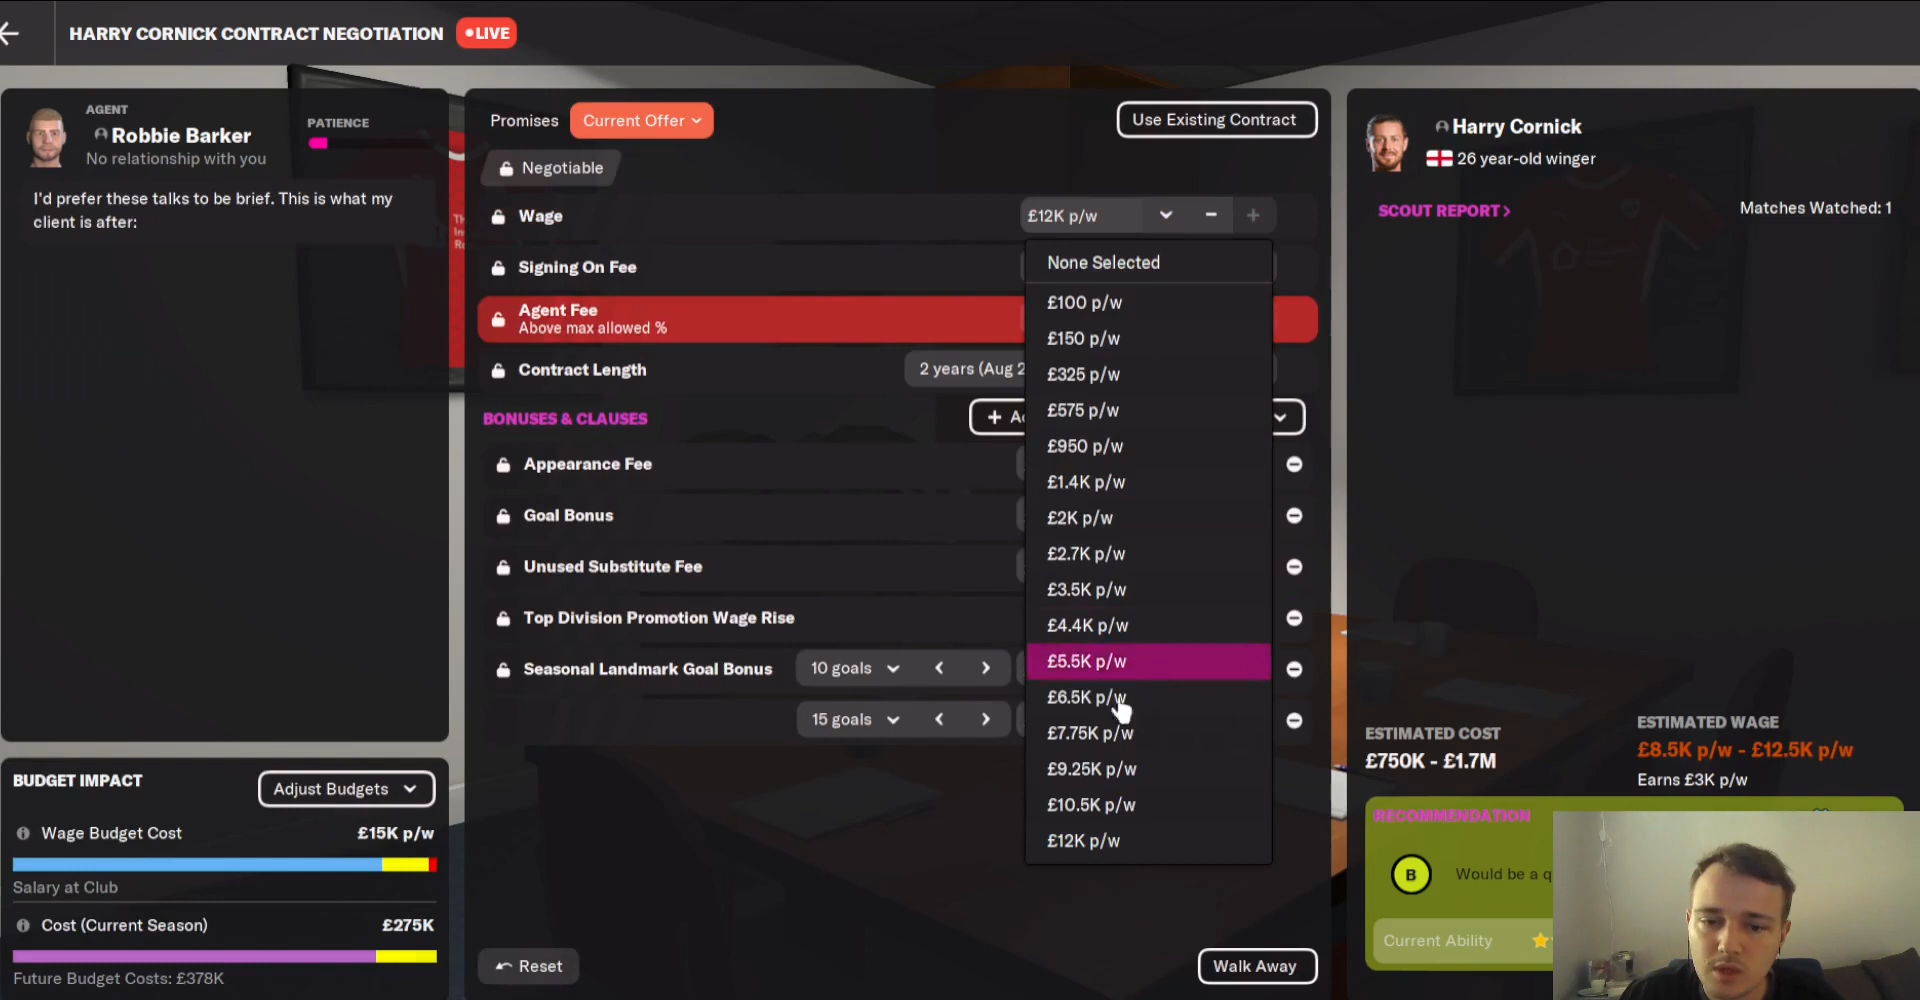 HARRY CORNICK CONTRACT NEGOTIATION
LIVE
AGENT
Robbie Barker
No relationship with you
PATIENCE
I'd prefer these talks to be brief. This is what my
client is after:
Promises
Current Offer
Use Existing Contract
Negotiable
Wage
£12K p/w
Signing On Fee
Agent Fee
Above max allowed %
Contract Length
2 years (Aug 2
BONUSES & CLAUSES
Appearance Fee
Goal Bonus
Unused Substitute Fee
Top Division Promotion Wage Rise
Seasonal Landmark Goal Bonus
10 goals
15 goals
None Selected
£100 p/w
£150 p/w
£325 p/w
£575 p/w
£950 p/w
£1.4K p/w
£2K p/w
£2.7K p/w
£3.5K p/w
£4.4K p/w
£5.5K p/w
£6.5K p/w
£7.75K p/w
£9.25K p/w
£10.5K p/w
£12K p/w
Reset
Walk Away
BUDGET IMPACT
Adjust Budgets
Wage Budget Cost
£15K p/w
Salary at Club
Cost (Current Season)
£275K
Future Budget Costs: £378K
Harry Cornick
26 year-old winger
SCOUT REPORT >
Matches Watched: 1
ESTIMATED COST
£750K - £1.7M
ESTIMATED WAGE
£8.5K p/w - £12.5K p/w
Earns £3K p/w
RECOMMENDATION
B
Would be a q
Current Ability